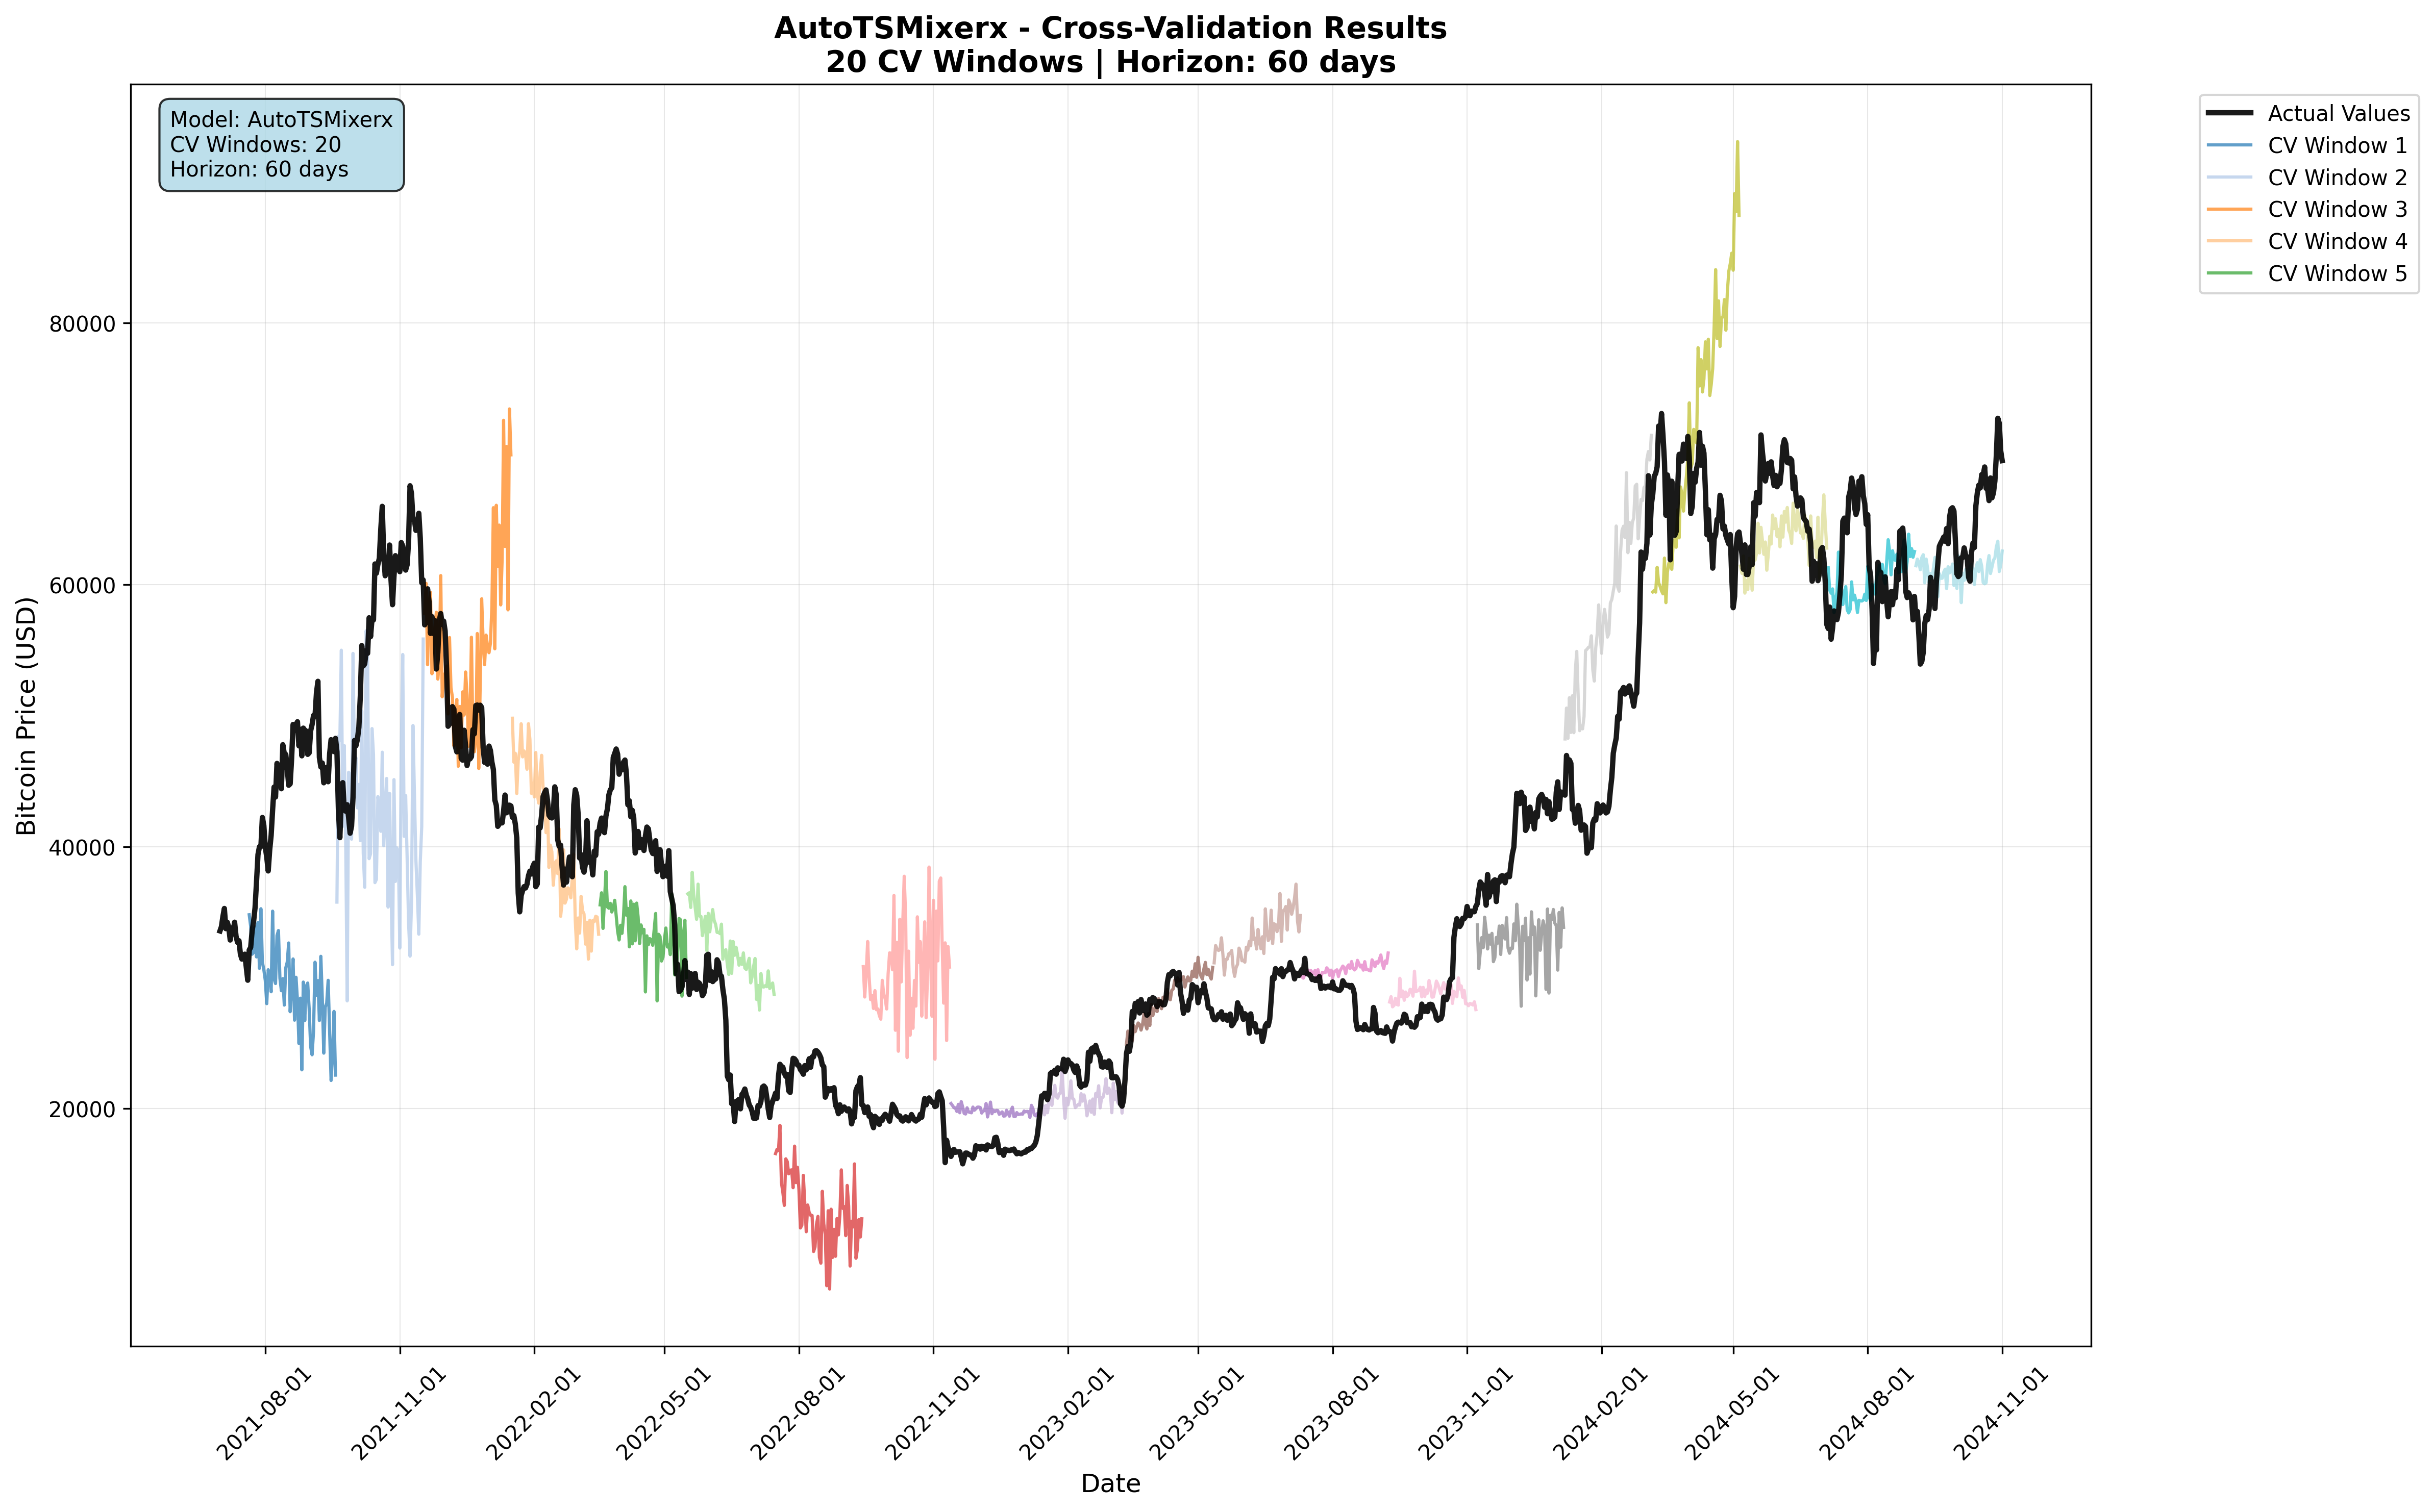 AutoTSMixerx - Cross-Validation Results
20 CV Windows | Horizon: 60 days
Model: AutoTSMixerx
CV Windows: 20
Horizon: 60 days
Actual Values
CV Window 1
CV Window 2
CV Window 3
CV Window 4
CV Window 5
Bitcoin Price (USD)
80000
60000
40000
20000
2021-08-01
2021-11-01
2022-02-01
2022-05-01
2022-08-01
2022-11-01
2023-02-01
2023-05-01
2023-08-01
2023-11-01
2024-02-01
2024-05-01
2024-08-01
2024-11-01
Date